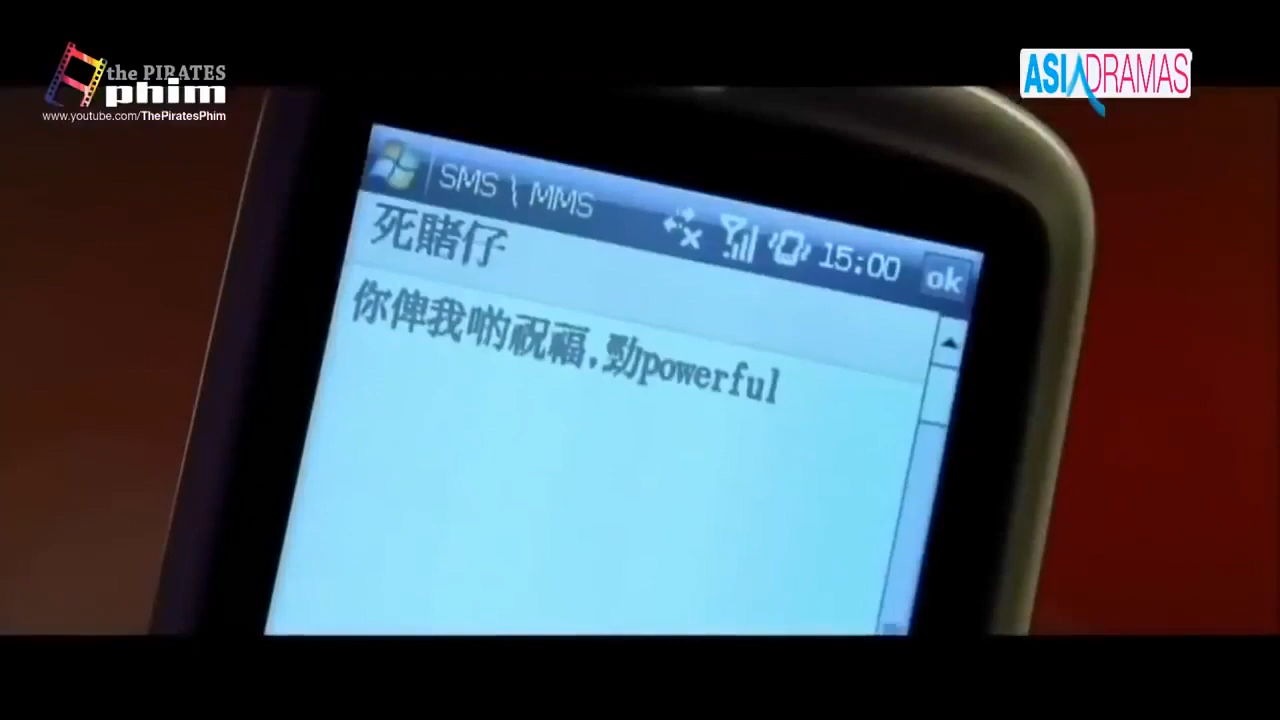 the PIRATES
phim
www.youtube.com/ThePiratesPhim
ASIADRAMAS
SMS \ MMS
15:00
ok
死賭仔
你俾我啲祝福.勁powerful